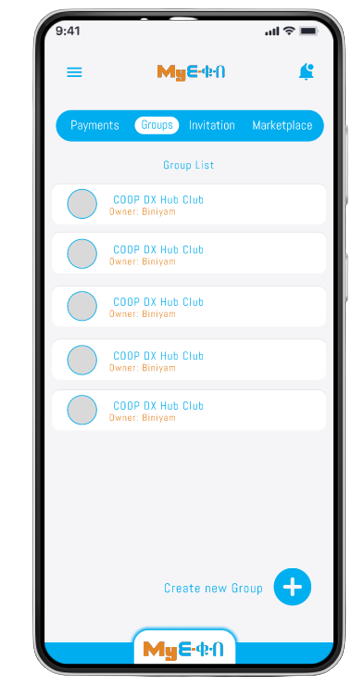 9:41
MyE-ቁብ
Payments Groups Invitation Marketplace
Group List
COOP DX Hub Club
Owner: Biniyam
COOP DX Hub Club
Owner: Biniyam
COOP DX Hub Club
Owner: Biniyam
COOP DX Hub Club
Owner: Biniyam
COOP DX Hub Club
Owner: Biniyam
Create new Group
MyE-ቁብ